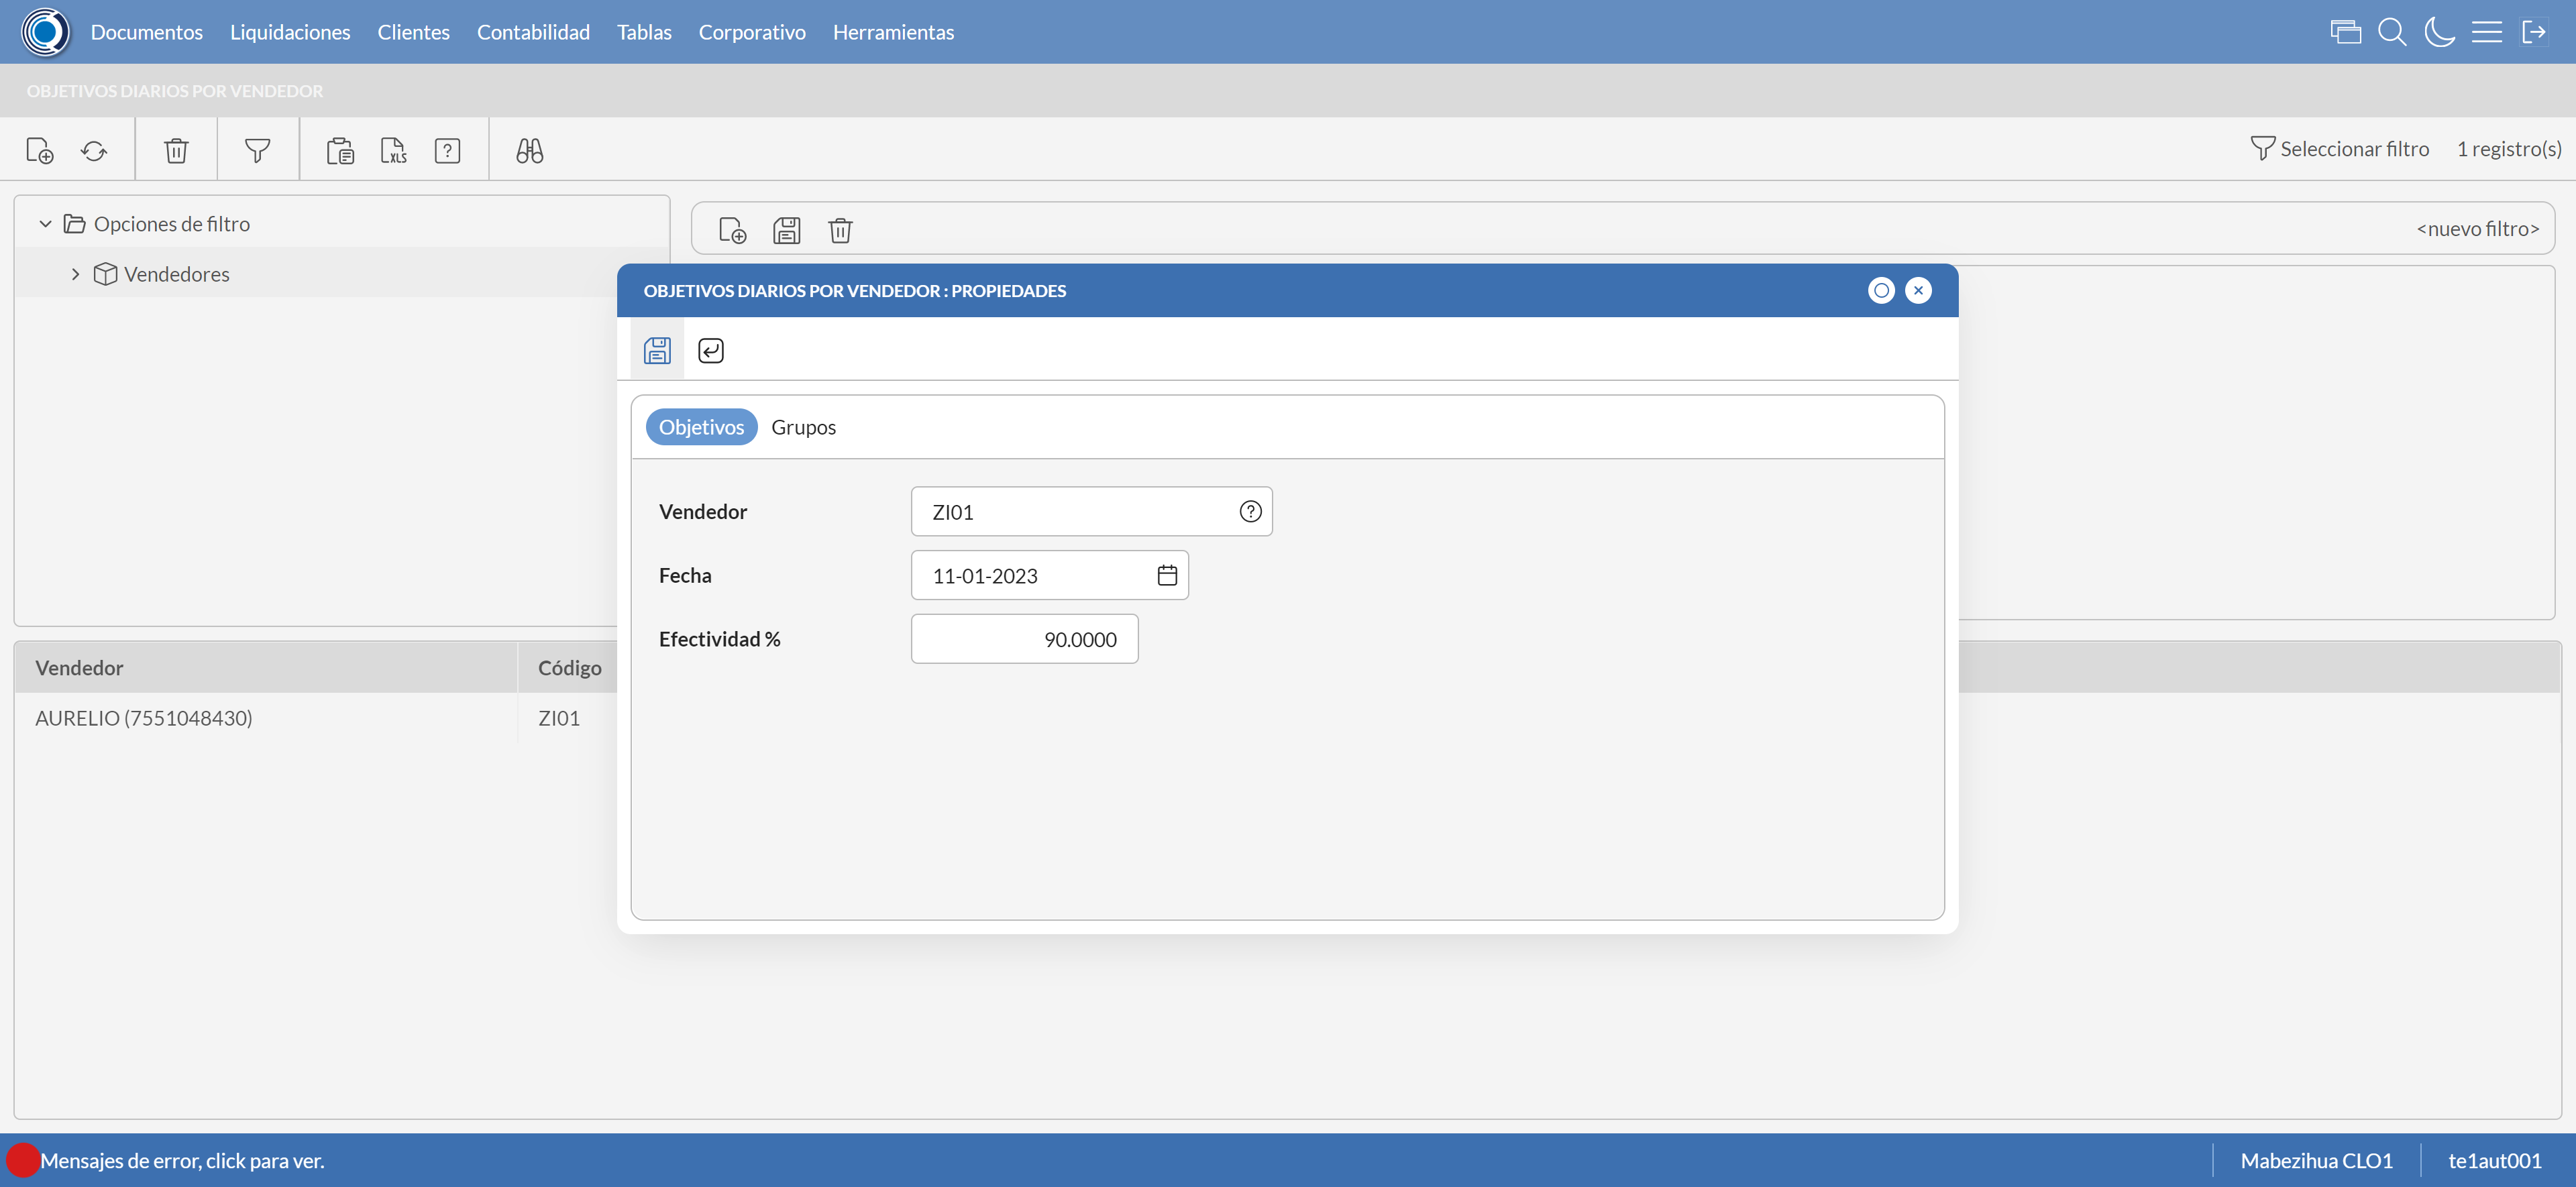 Documentos Liquidaciones Clientes Contabilidad Tablas Corporativo Herramientas
OBJETIVOS DIARIOS POR VENDEDOR
XLS ? Seleccionar filtro 1 registro(s)
Opciones de filtro
<nuevo filtro>
Vendedores
OBJETIVOS DIARIOS POR VENDEDOR : PROPIEDADES
Objetivos Grupos
Vendedor ZI01 ?
Fecha 11-01-2023
Efectividad % 90.0000
Vendedor Código
AURELIO (7551048430) ZI01
Mensajes de error, click para ver. Mabezihua CLO1 te1aut001